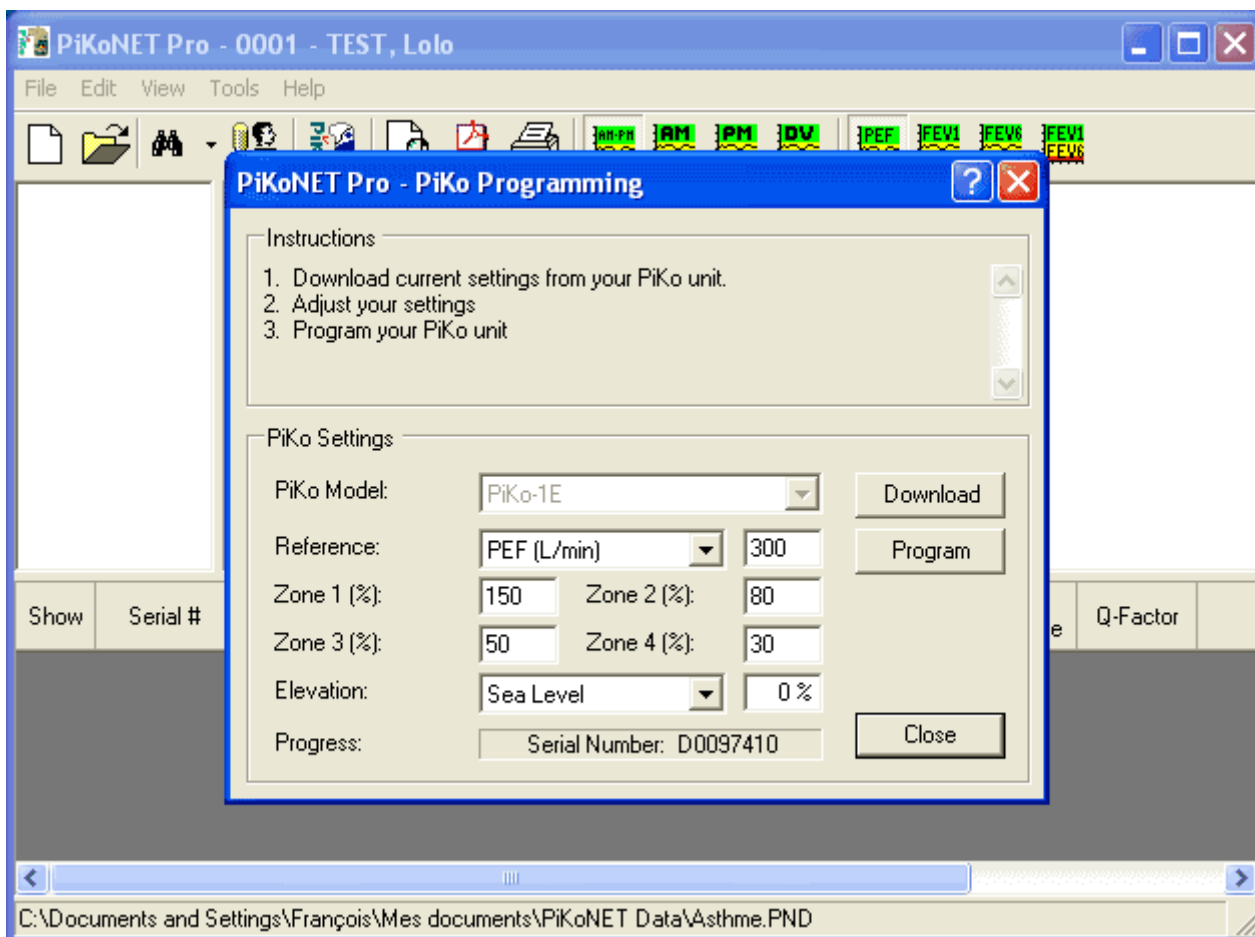 PiKoNET Pro - 0001 - TEST, Lolo
File Edit View Tools Help
AM-PM AM PM DV PEF FEV1 FEV6 FEV1 FEV6
PiKoNET Pro - PiKo Programming
Instructions
1. Download current settings from your PiKo unit.
2. Adjust your settings
3. Program your PiKo unit
PiKo Settings
PiKo Model: PiKo-1E Download
Reference: PEF (L/min) 300 Program
Zone 1 (%): 150 Zone 2 (%): 80
Zone 3 (%): 50 Zone 4 (%): 30
Elevation: Sea Level 0 %
Progress: Serial Number: D0097410 Close
Show Serial # e Q-Factor
C:\Documents and Settings\François\Mes documents\PiKoNET Data\Asthme.PND